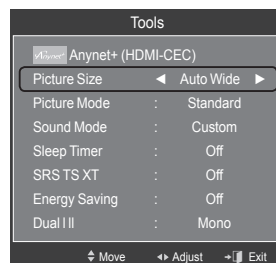 Tools
Anynet+ Anynet+ (HDMI-CEC)
Picture Size ◄ Auto Wide ►
Picture Mode : Standard
Sound Mode : Custom
Sleep Timer : Off
SRS TS XT : Off
Energy Saving : Off
Dual l ll : Mono
Move Adjust Exit